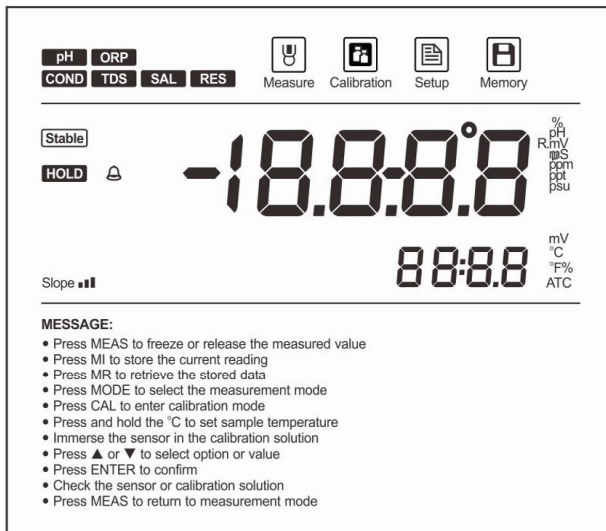 pH ORP
COND TDS SAL RES
Measure Calibration Setup Memory
Stable
HOLD
-18.8:8.8
%
pH
R.mV
ppm
ppt
psu
88:8.8
mV
°C
°F%
ATC
Slope
MESSAGE:
• Press MEAS to freeze or release the measured value
• Press MI to store the current reading
• Press MR to retrieve the stored data
• Press MODE to select the measurement mode
• Press CAL to enter calibration mode
• Press and hold the °C to set sample temperature
• Immerse the sensor in the calibration solution
• Press ▲ or ▼ to select option or value
• Press ENTER to confirm
• Check the sensor or calibration solution
• Press MEAS to return to measurement mode